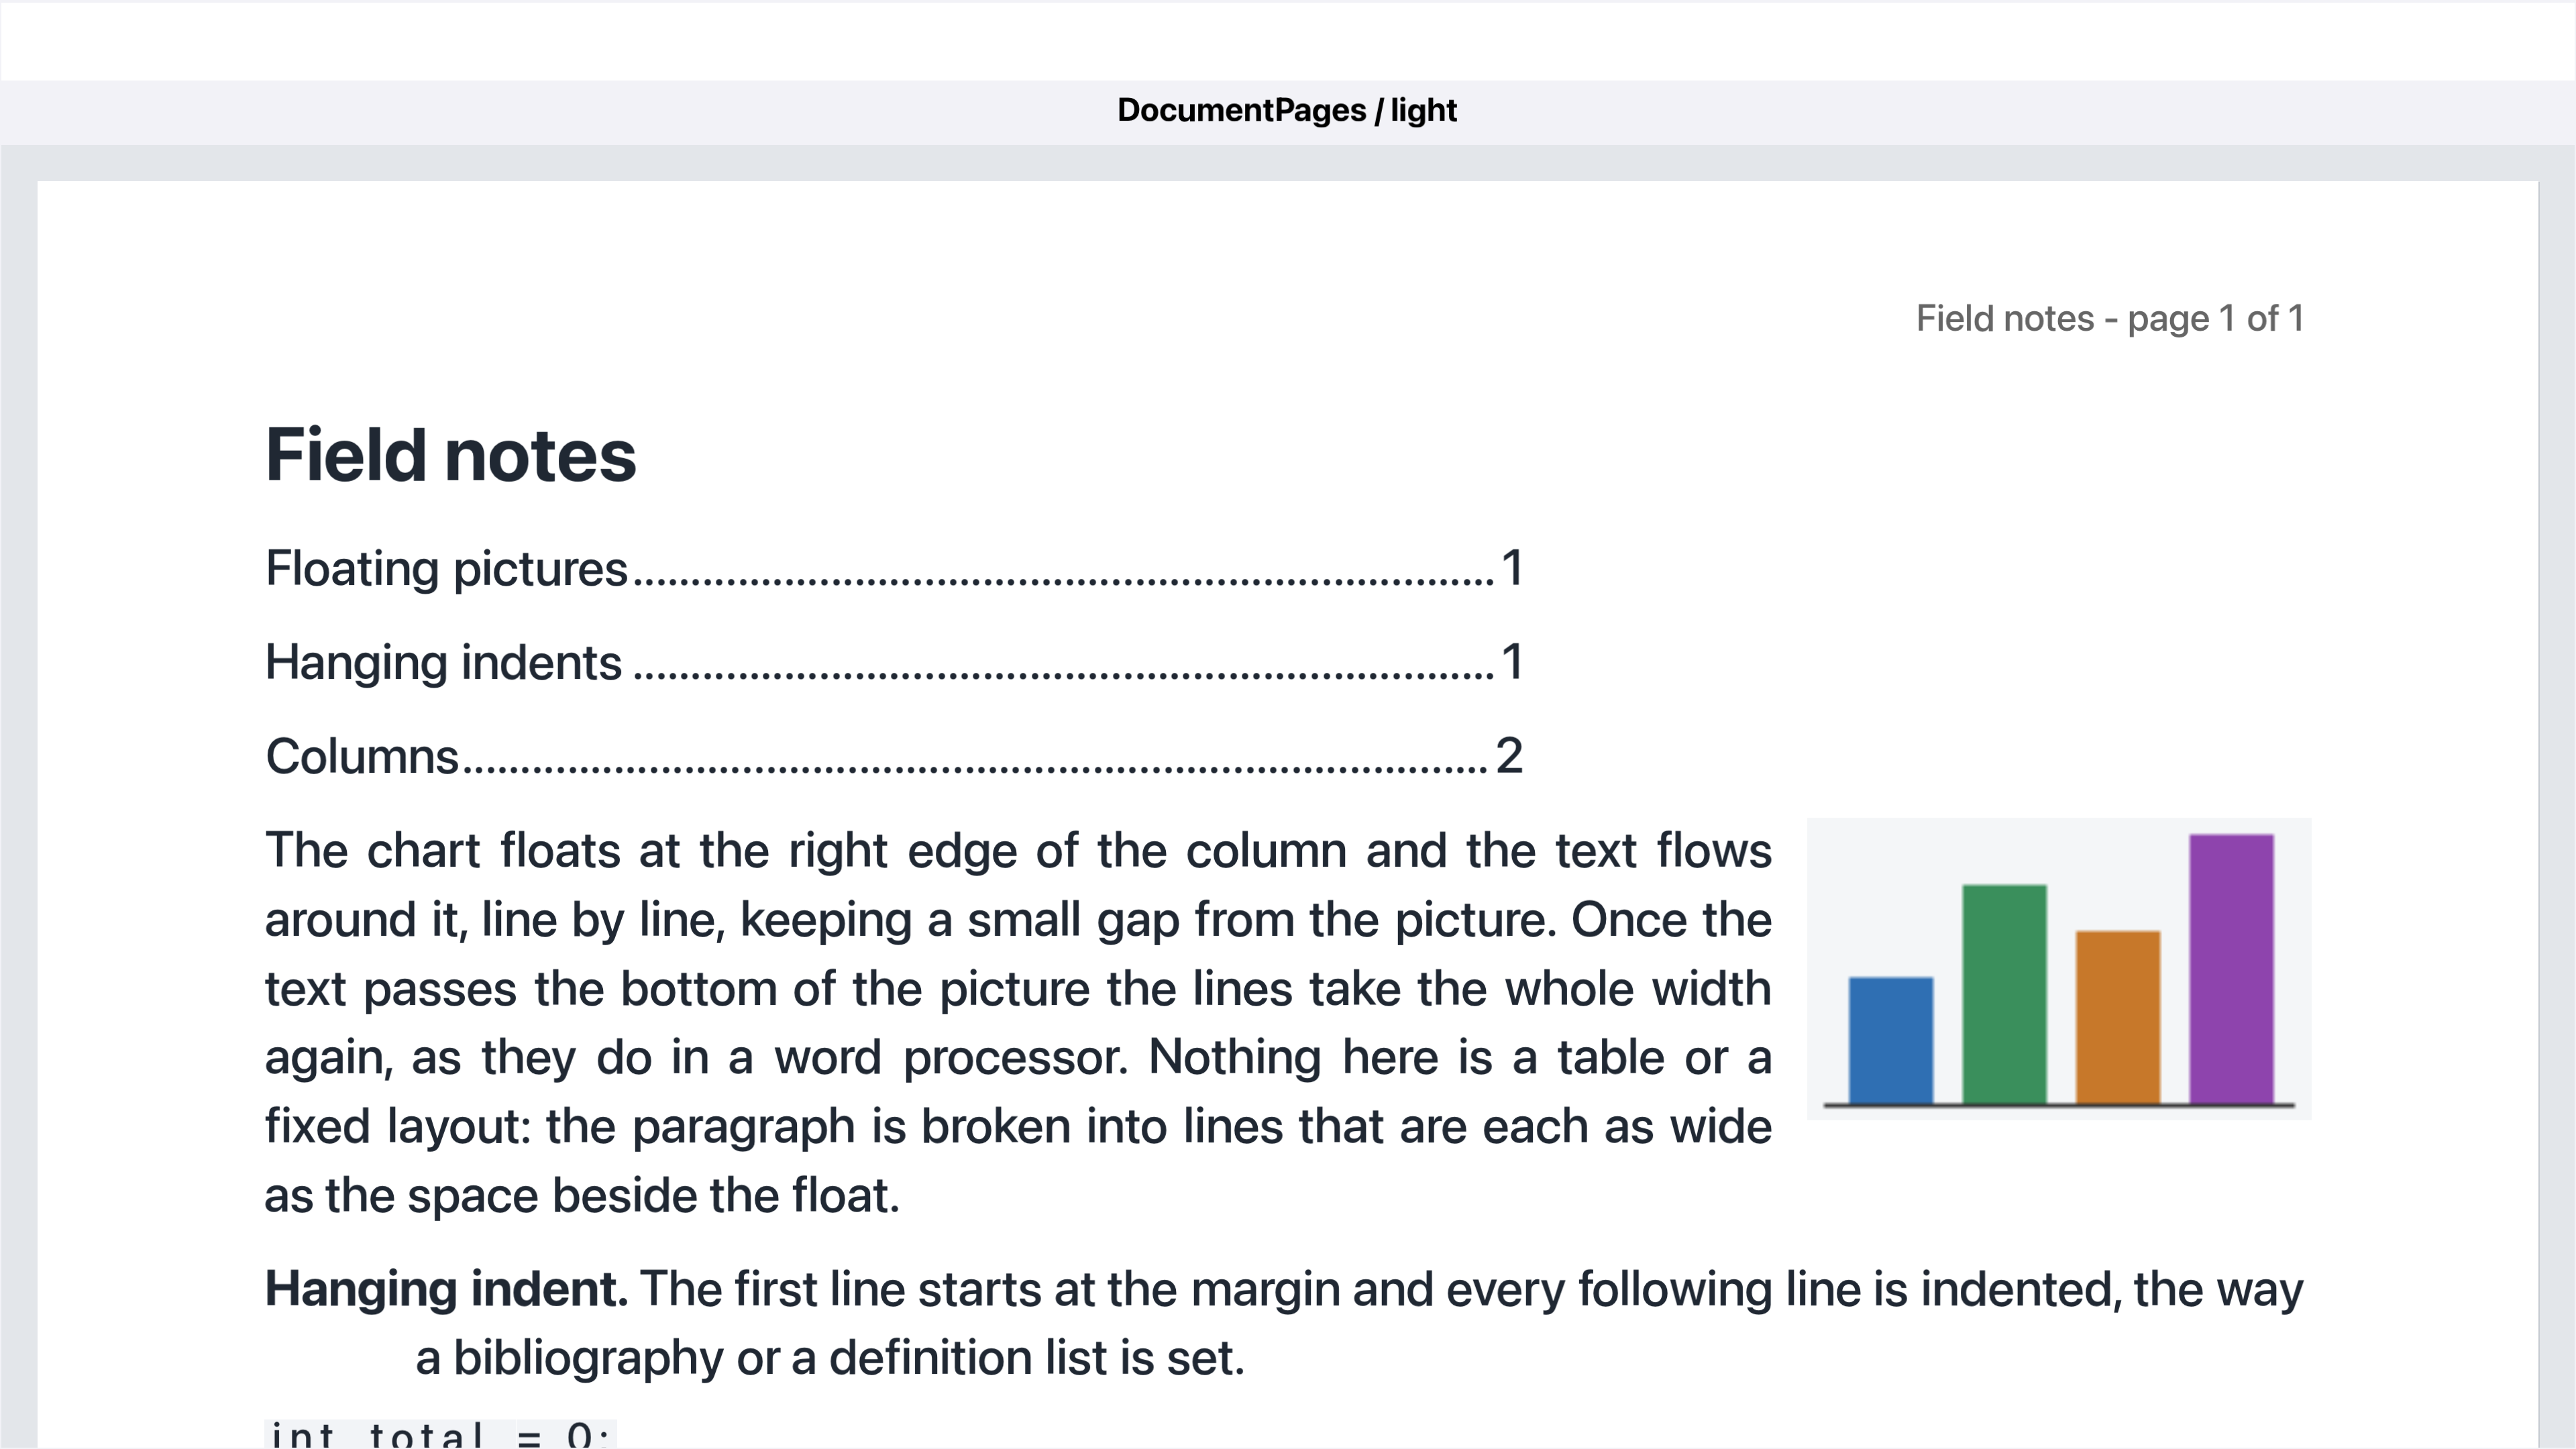 DocumentPages / light
Field notes - page 1 of 1
Field notes
Floating pictures..........................................................................1
Hanging indents ..........................................................................1
Columns........................................................................................2
The chart floats at the right edge of the column and the text flows
around it, line by line, keeping a small gap from the picture. Once the
text passes the bottom of the picture the lines take the whole width
again, as they do in a word processor. Nothing here is a table or a
fixed layout: the paragraph is broken into lines that are each as wide
as the space beside the float.
Hanging indent. The first line starts at the margin and every following line is indented, the way
a bibliography or a definition list is set.
int total = 0;